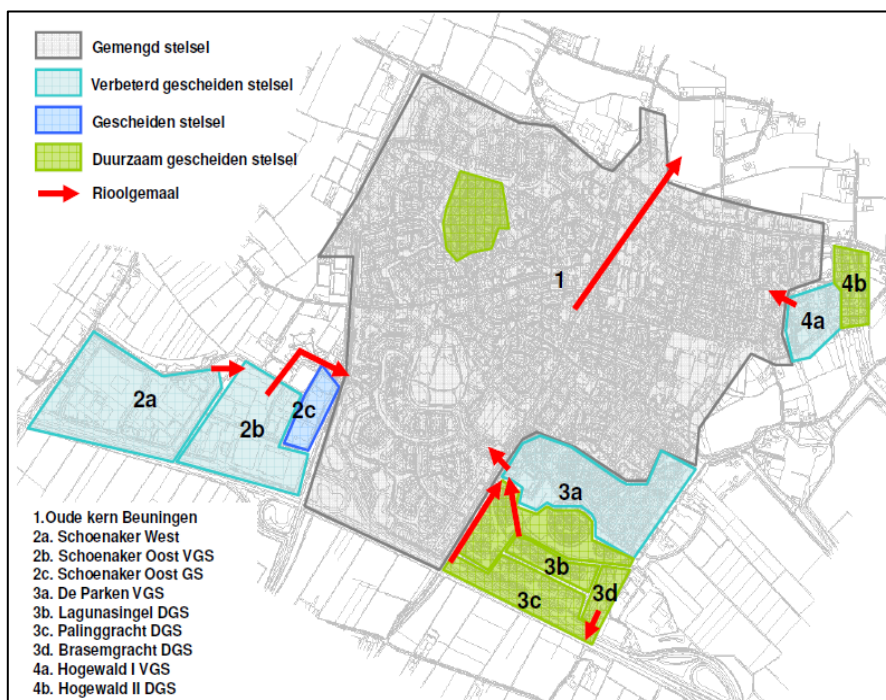 Gemengd stelsel
Verbeterd gescheiden stelsel
Gescheiden stelsel
Duurzaam gescheiden stelsel
Rioolgemaal
1
4b
4a
2a
2b
2c
3a
3b
3c
3d
1.Oude kern Beuningen
2a. Schoenaker West
2b. Schoenaker Oost VGS
2c. Schoenaker Oost GS
3a. De Parken VGS
3b. Lagunasingel DGS
3c. Palinggracht DGS
3d. Brasemgracht DGS
4a. Hogewald I VGS
4b. Hogewald II DGS